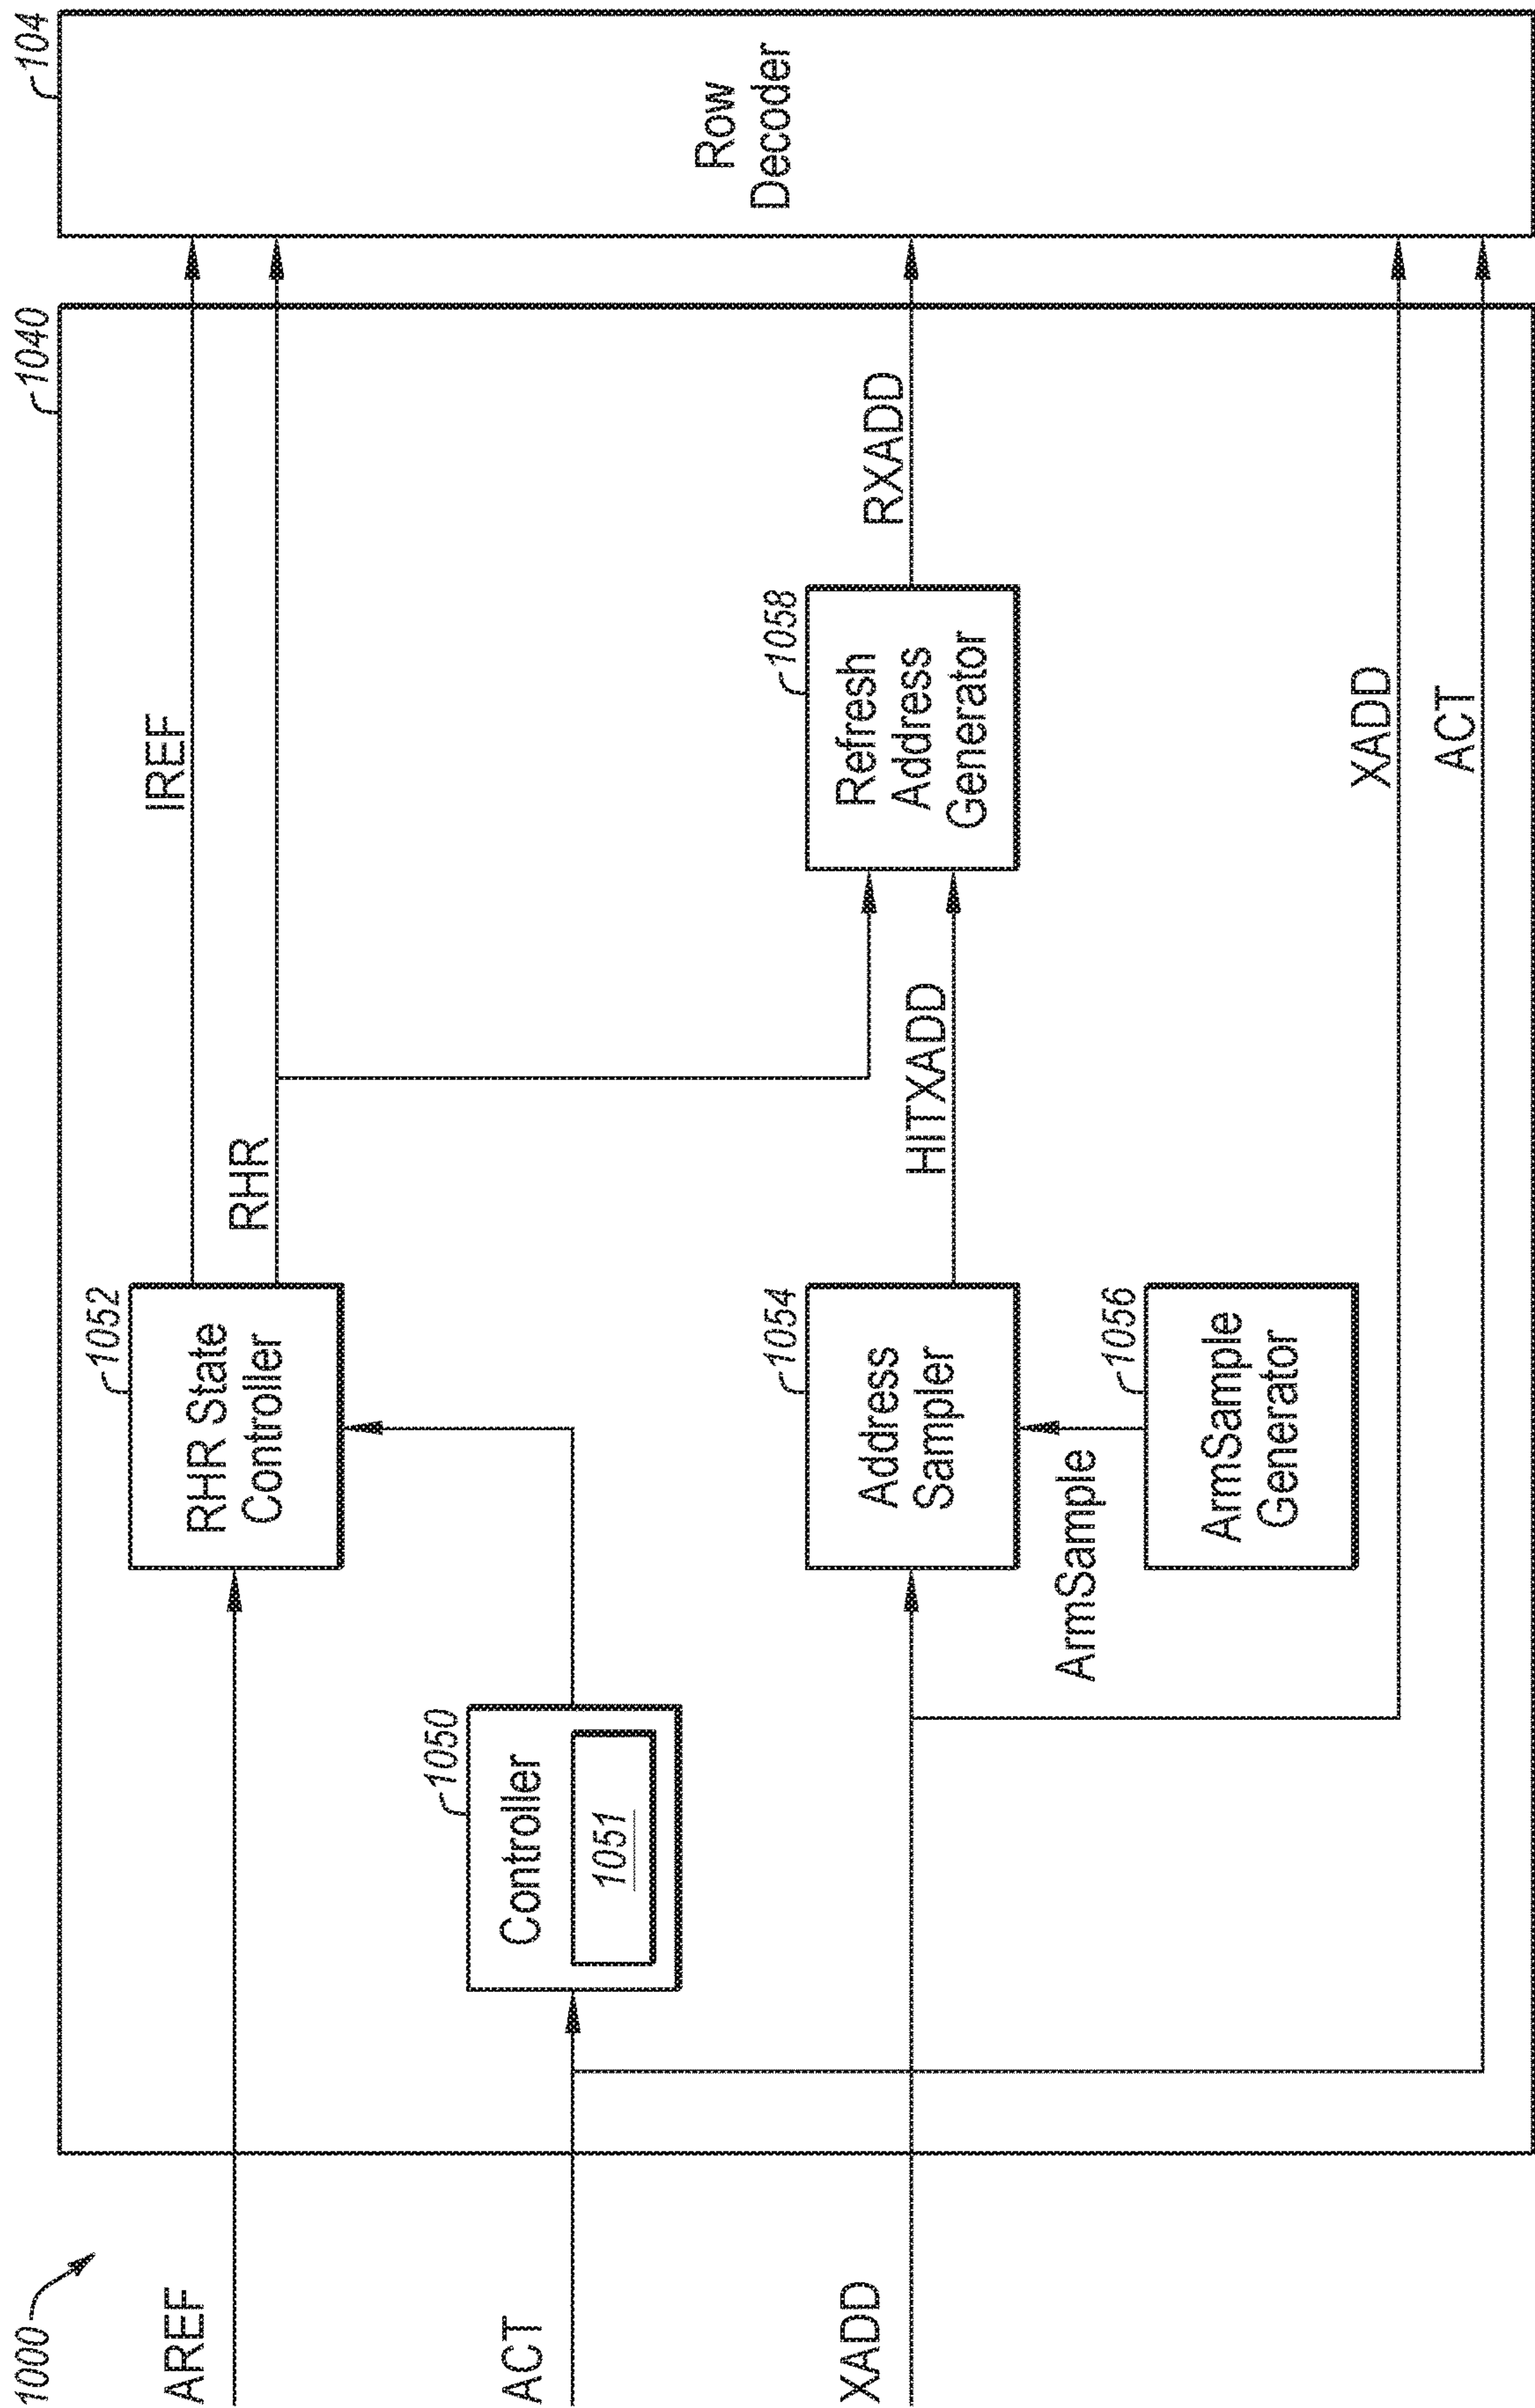 1000
1040
104
AREF
1052
RHR State
Controller
IREF
RHR
Row
Decoder
ACT
1050
Controller
1051
1058
Refresh
Address
Generator
RXADD
XADD
1054
Address
Sampler
HITXADD
ArmSample
1056
ArmSample
Generator
XADD
ACT